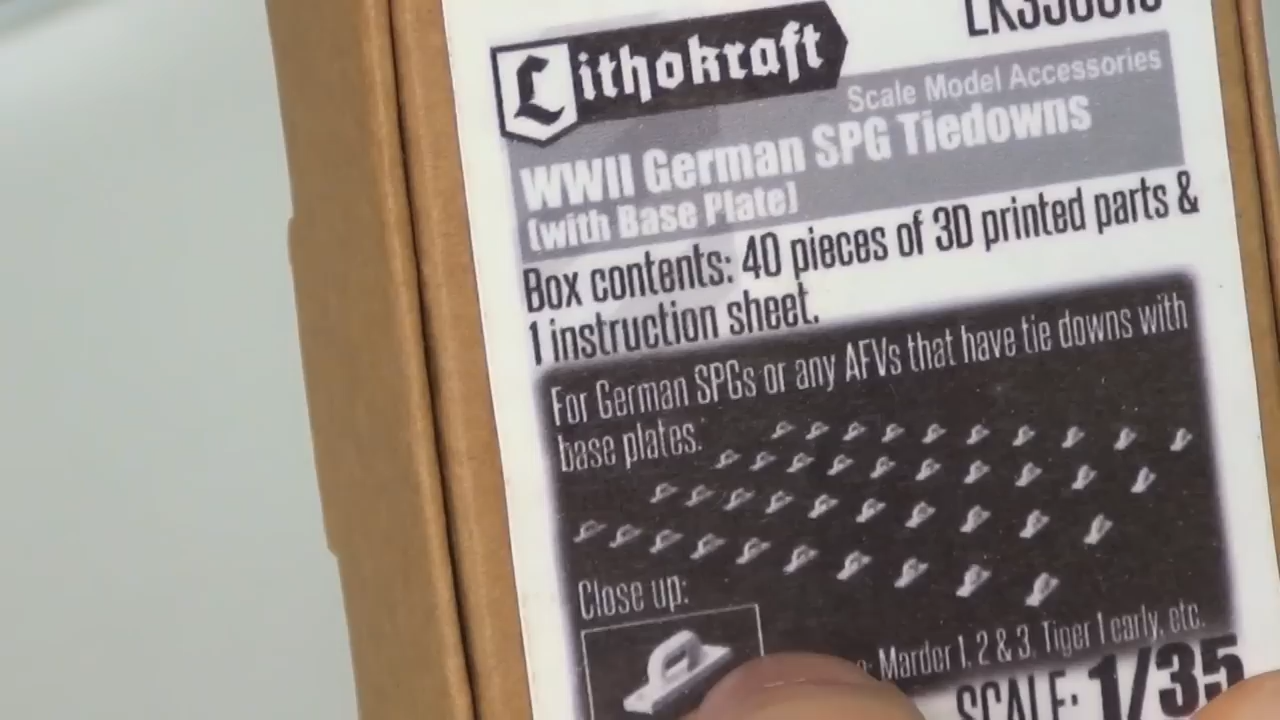 Lithokraft
Scale Model Accessories
WWII German SPG Tiedowns
(with Base Plate)
Box contents: 40 pieces of 3D printed parts &
1 instruction sheet.
For German SPGs or any AFVs that have tie downs with
base plates.
Close up:
Marder 1, 2 & 3, Tiger 1 early, etc.
SCALE: 1/35